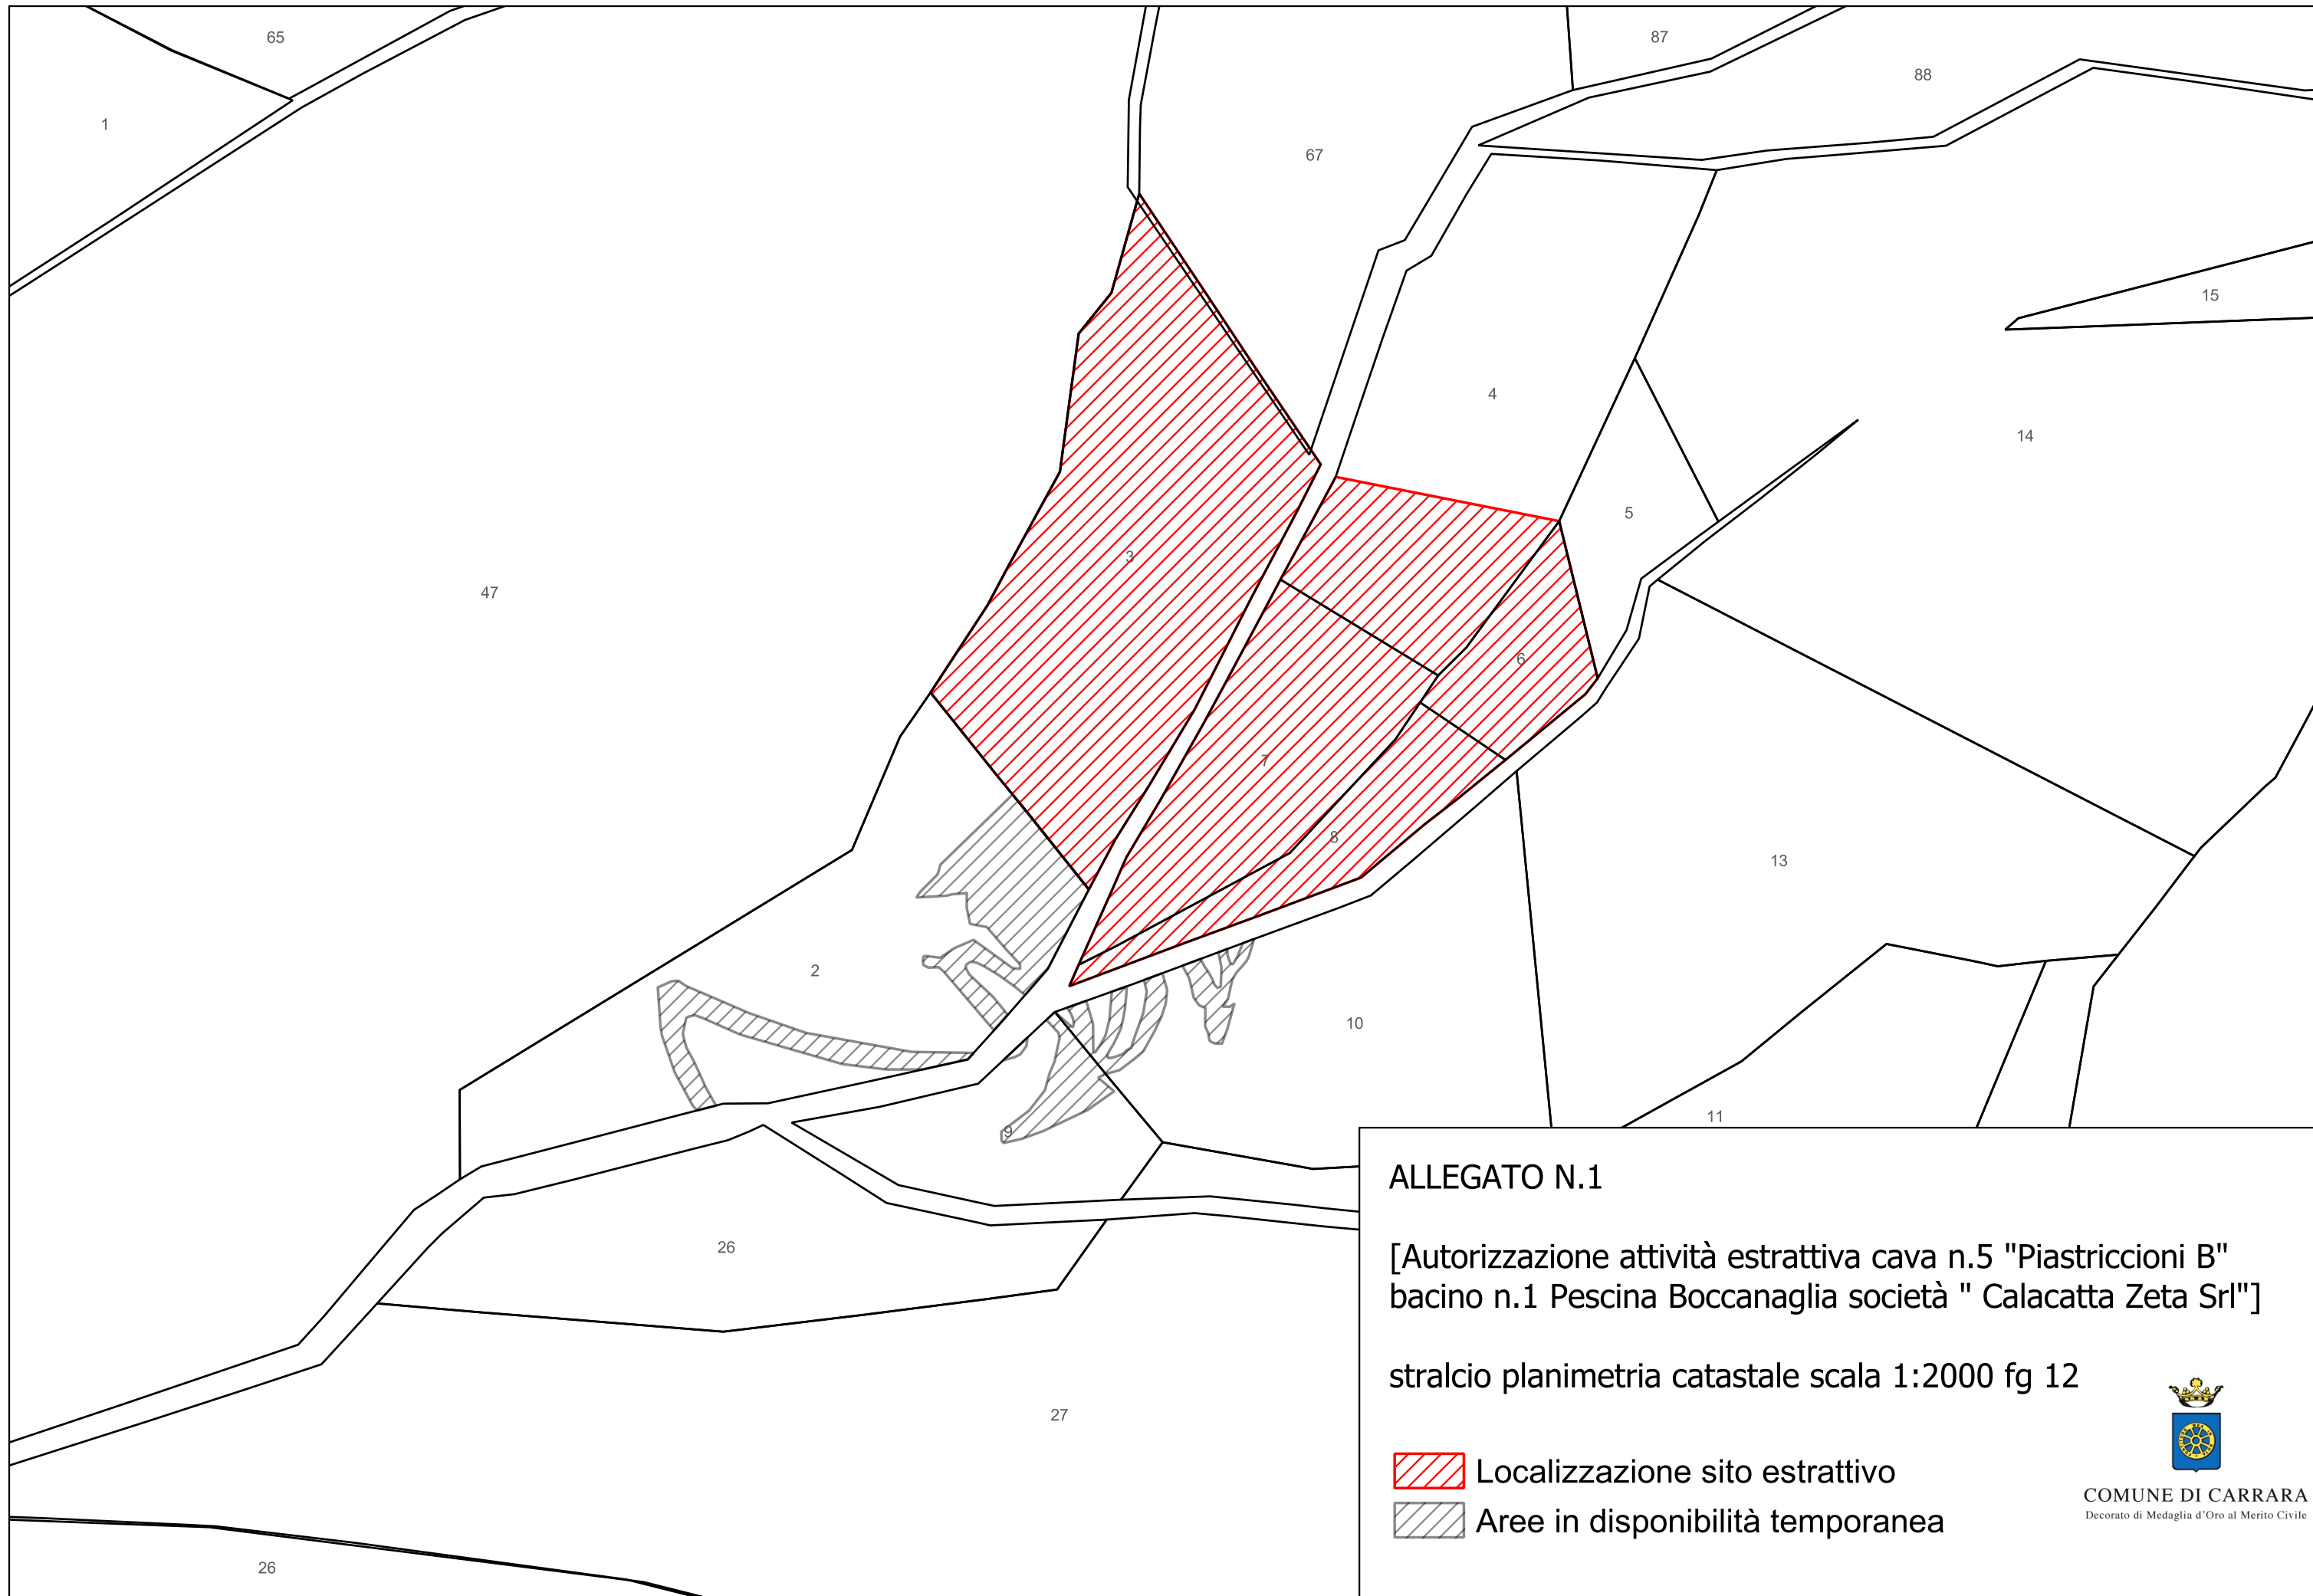 65
87
88
1
67
15
4
14
5
3
47
6
7
8
13
2
10
9
11
26
27
26
ALLEGATO N.1
[Autorizzazione attività estrattiva cava n.5 "Piastriccioni B"
bacino n.1 Pescina Boccanaglia società " Calacatta Zeta Srl"]
stralcio planimetria catastale scala 1:2000 fg 12
Localizzazione sito estrattivo
Aree in disponibilità temporanea
COMUNE DI CARRARA
Decorato di Medaglia d'Oro al Merito Civile